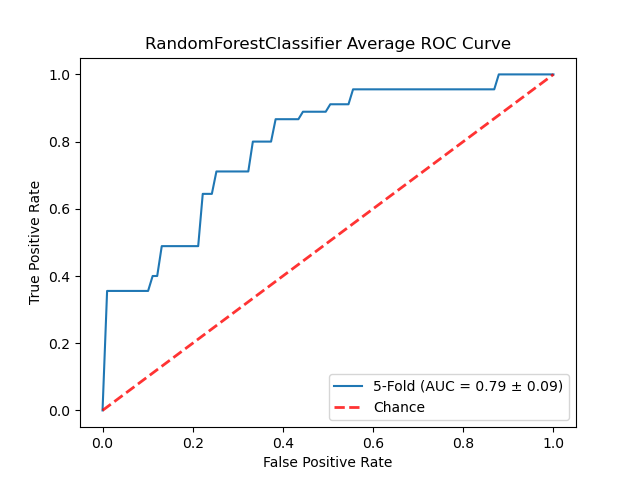 RandomForestClassifier Average ROC Curve
1.0
0.8
0.6
0.4
0.2
0.0
True Positive Rate
5-Fold (AUC = 0.79 ± 0.09)
Chance
0.0 0.2 0.4 0.6 0.8 1.0
False Positive Rate